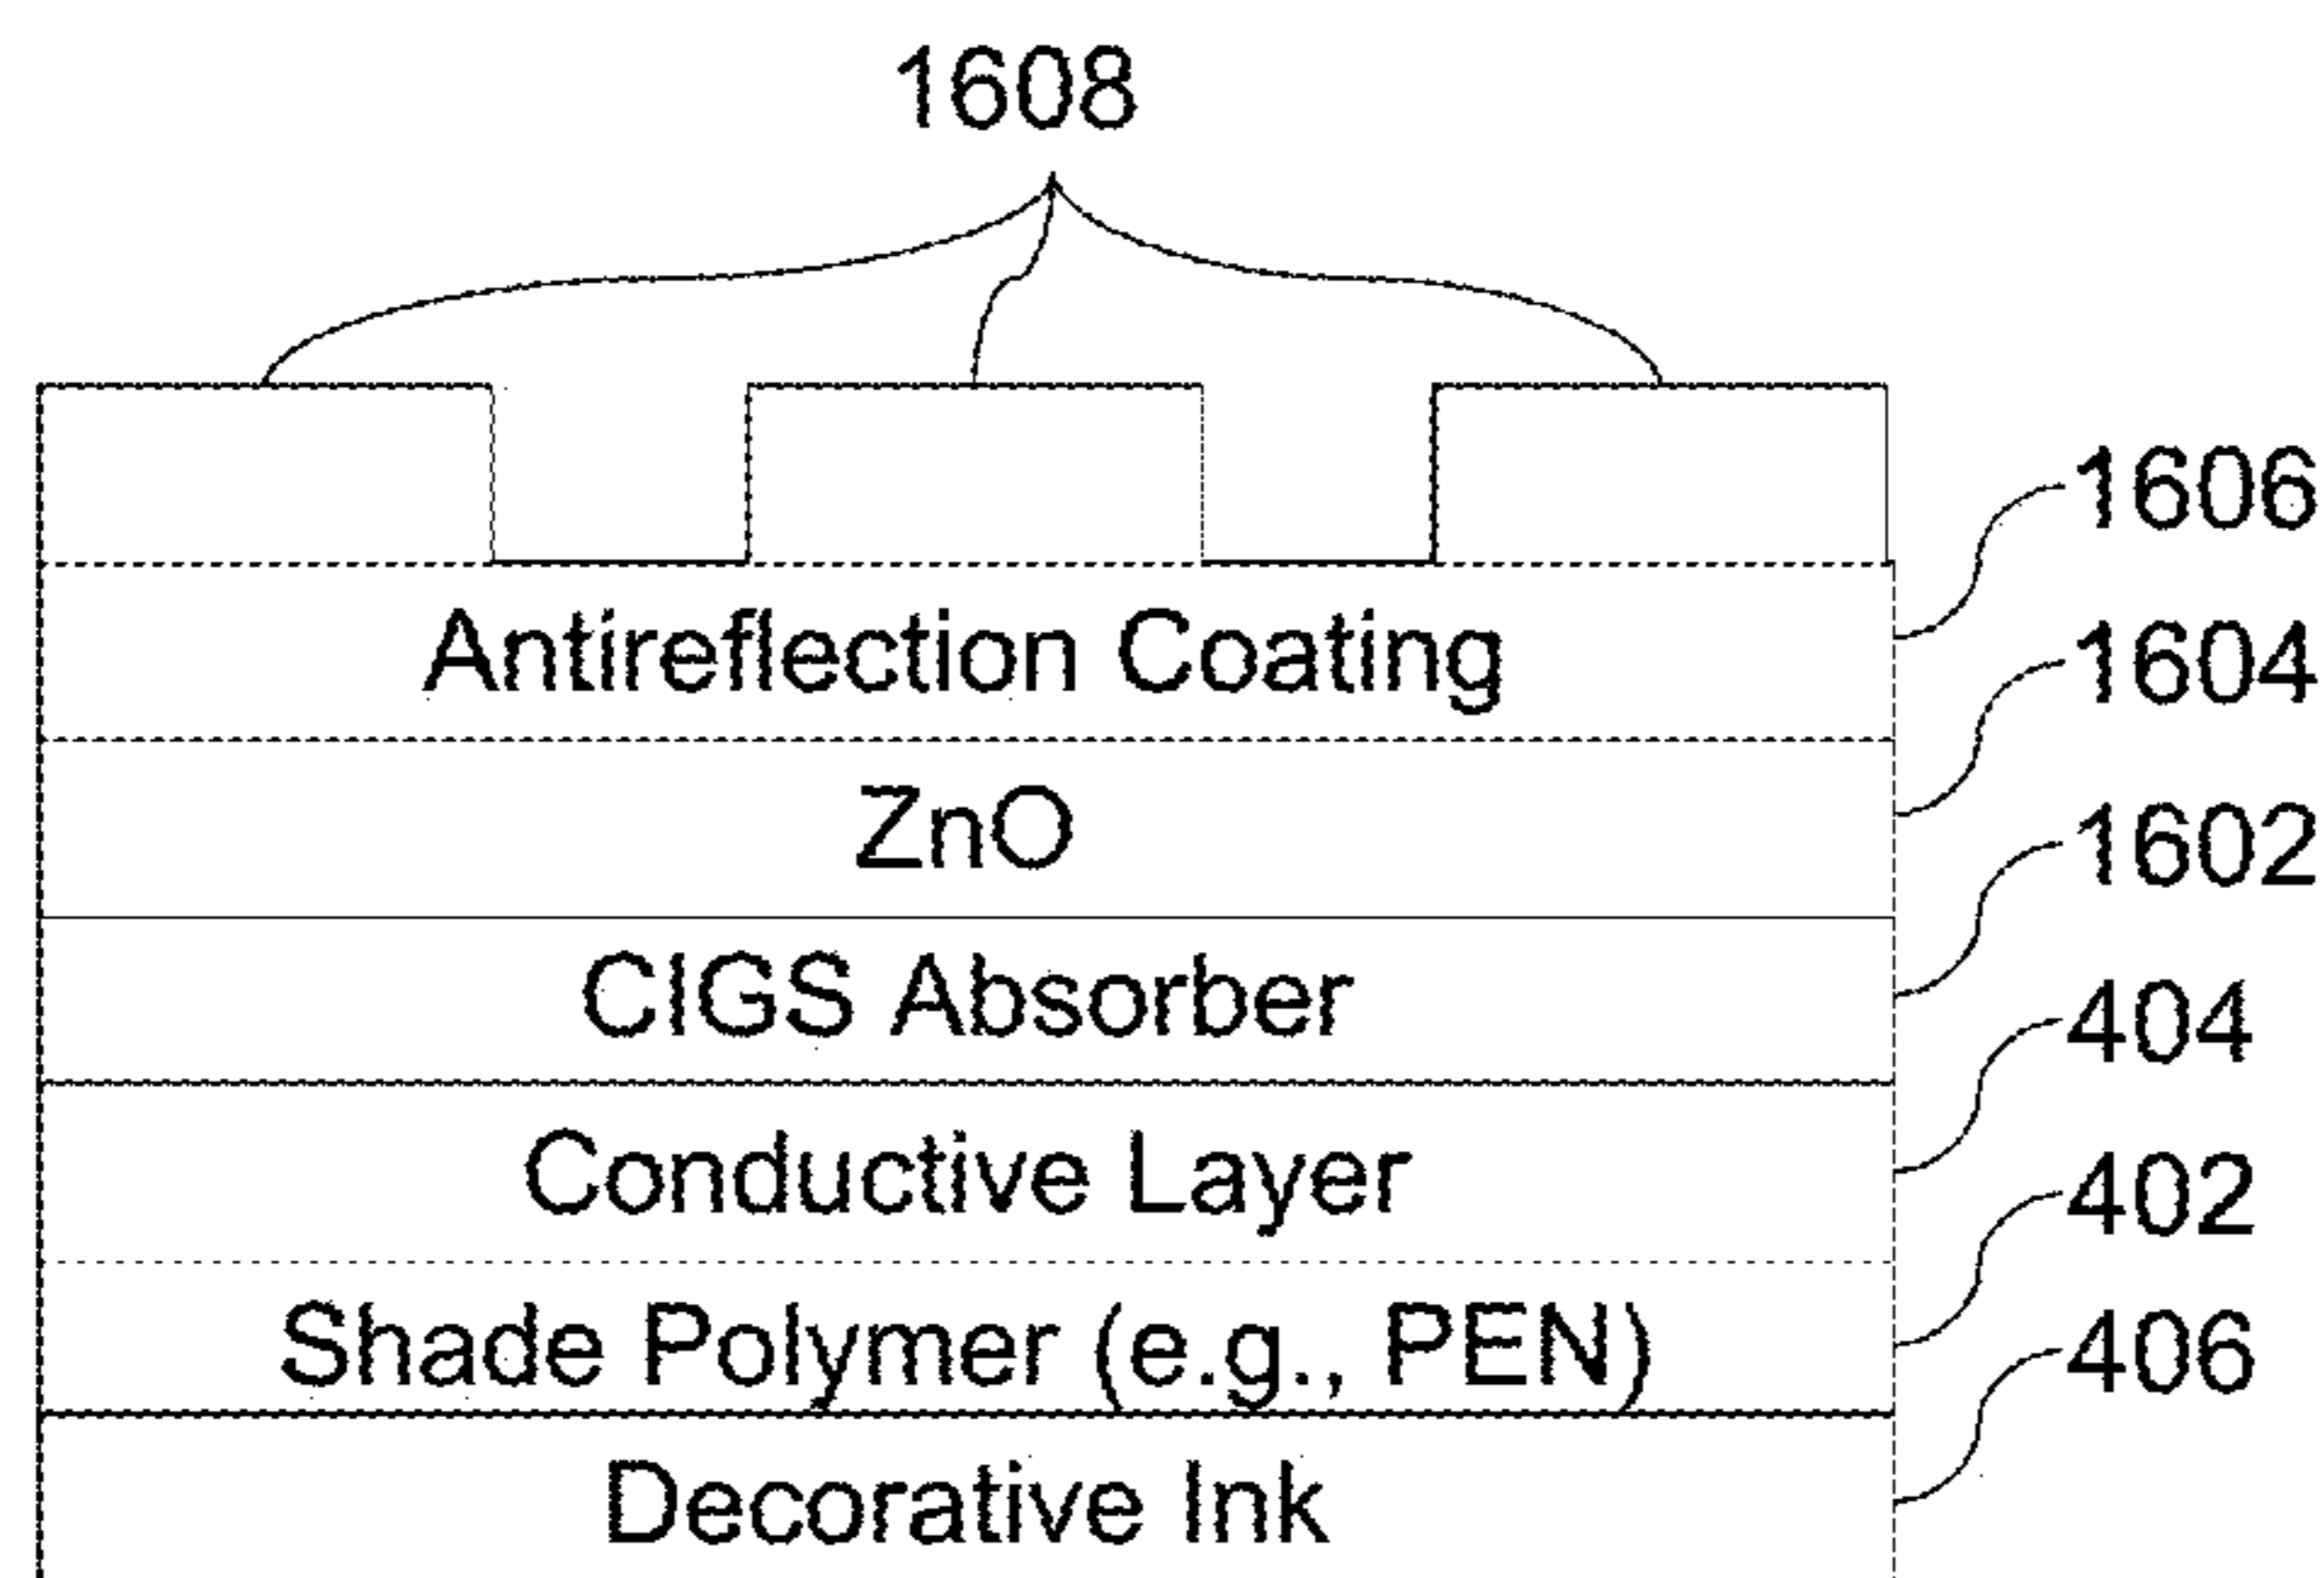 1608
1606
Antireflection Coating
1604
ZnO
1602
CIGS Absorber
404
Conductive Layer
402
Shade Polymer (e.g., PEN)
406
Decorative Ink